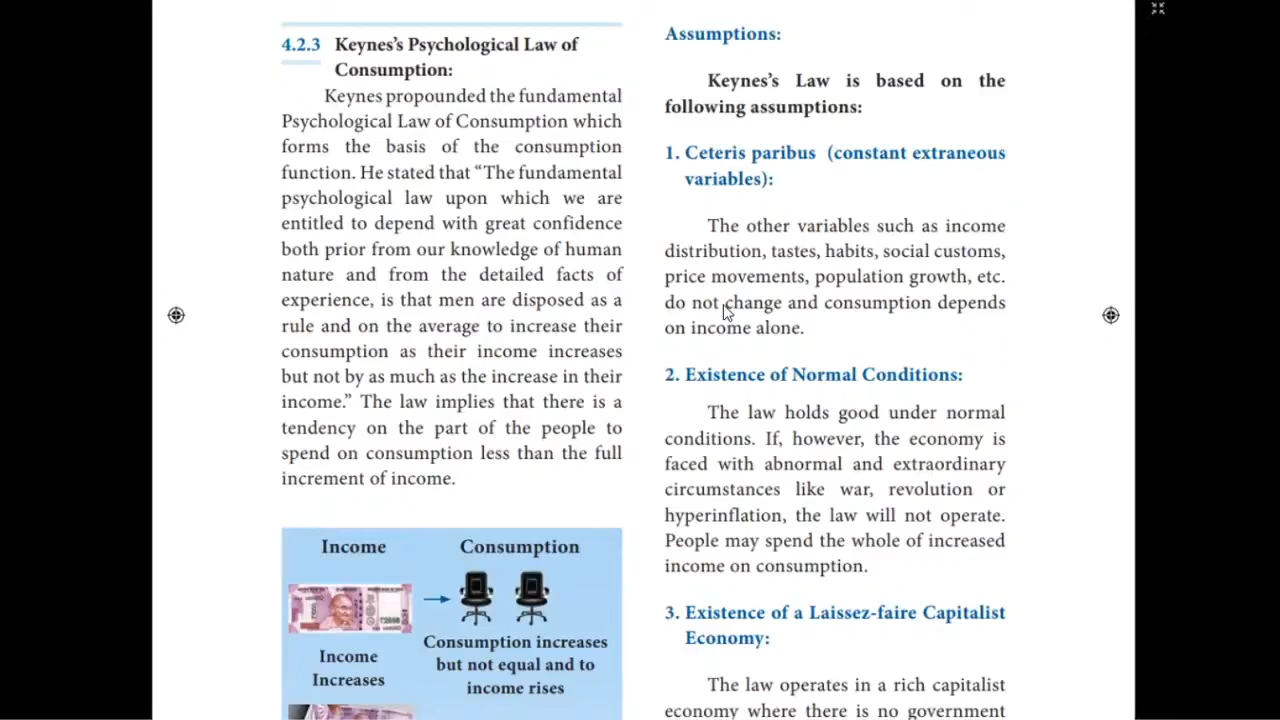 4.2.3 Keynes's Psychological Law of
Consumption:
Keynes propounded the fundamental
Psychological Law of Consumption which
forms the basis of the consumption
function. He stated that “The fundamental
psychological law upon which we are
entitled to depend with great confidence
both prior from our knowledge of human
nature and from the detailed facts of
experience, is that men are disposed as a
rule and on the average to increase their
consumption as their income increases
but not by as much as the increase in their
income.” The law implies that there is a
tendency on the part of the people to
spend on consumption less than the full
increment of income.
Income Consumption
Consumption increases
but not equal and to
income rises
Income
Increases
Assumptions:
Keynes's Law is based on the
following assumptions:
1. Ceteris paribus (constant extraneous
variables):
The other variables such as income
distribution, tastes, habits, social customs,
price movements, population growth, etc.
do not change and consumption depends
on income alone.
2. Existence of Normal Conditions:
The law holds good under normal
conditions. If, however, the economy is
faced with abnormal and extraordinary
circumstances like war, revolution or
hyperinflation, the law will not operate.
People may spend the whole of increased
income on consumption.
3. Existence of a Laissez-faire Capitalist
Economy:
The law operates in a rich capitalist
economy where there is no government